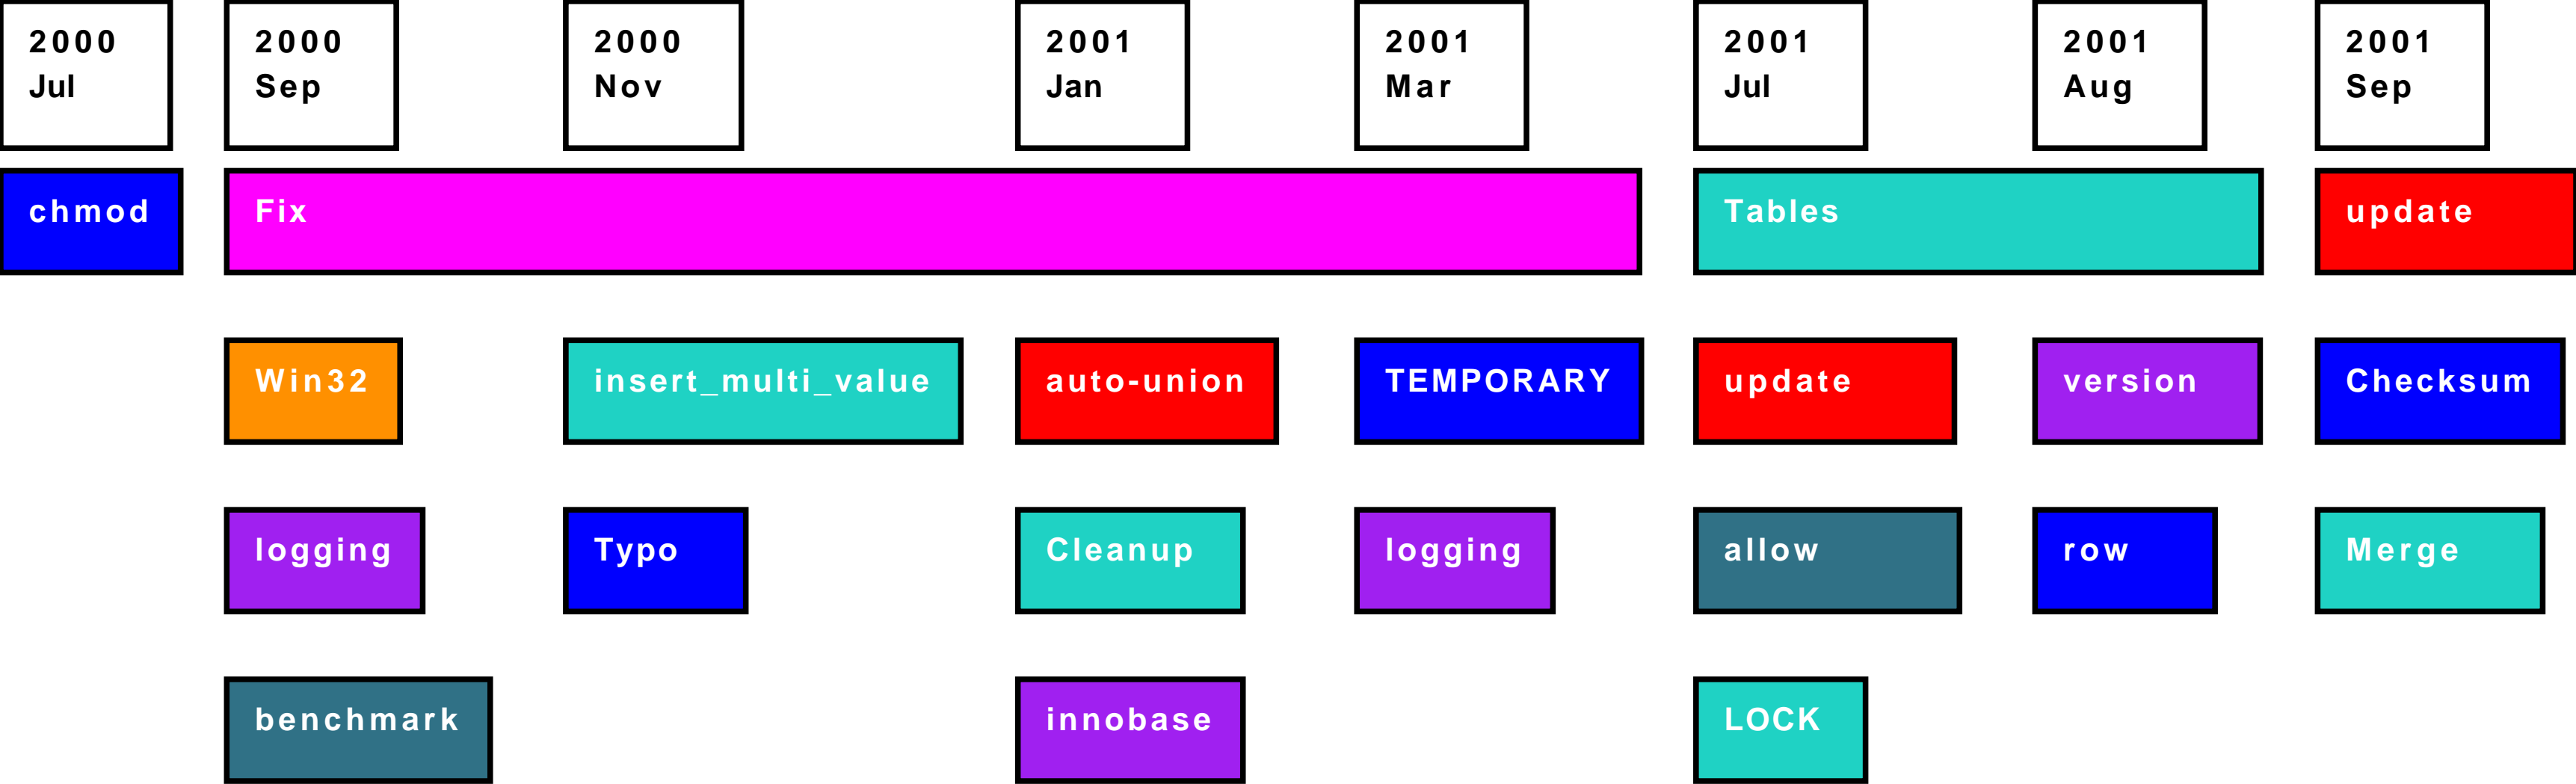 2000
Jul
2000
Sep
2000
Nov
2001
Jan
2001
Mar
2001
Jul
2001
Aug
2001
Sep
chmod
Fix
Tables
update
Win32
insert_multi_value
auto-union
TEMPORARY
update
version
Checksum
logging
Typo
Cleanup
logging
allow
row
Merge
benchmark
innobase
LOCK